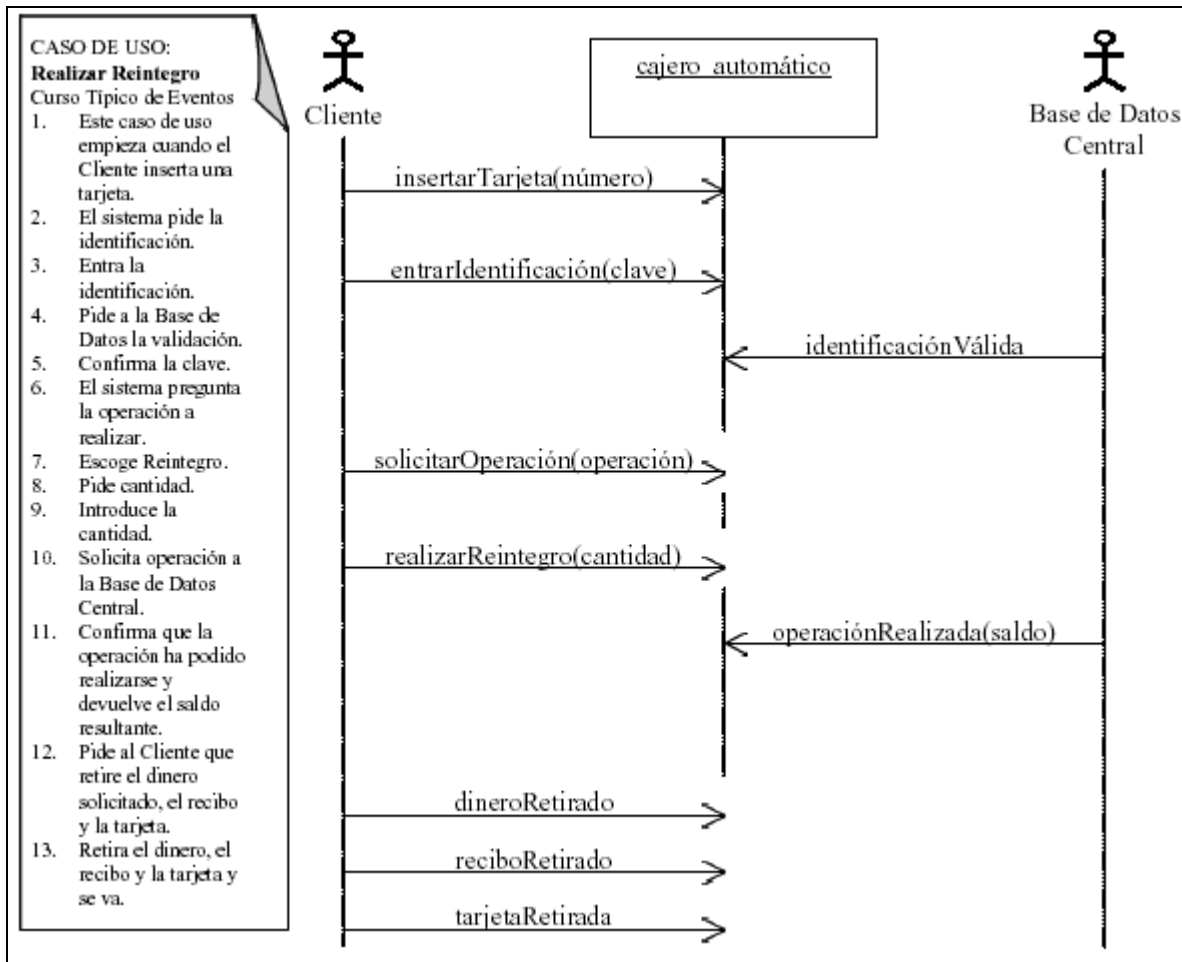 CASO DE USO:
Realizar Reintegro
Curso Típico de Eventos
1. Este caso de uso
empieza cuando el
Cliente inserta una
tarjeta.
2. El sistema pide la
identificación.
3. Entra la
identificación.
4. Pide a la Base de
Datos la validación.
5. Confirma la clave.
6. El sistema pregunta
la operación a
realizar.
7. Escoge Reintegro.
8. Pide cantidad.
9. Introduce la
cantidad.
10. Solicita operación a
la Base de Datos
Central.
11. Confirma que la
operación ha podido
realizarse y
devuelve el saldo
resultante.
12. Pide al Cliente que
retire el dinero
solicitado, el recibo
y la tarjeta.
13. Retira el dinero, el
recibo y la tarjeta y
se va.
Cliente
cajero automático
Base de Datos
Central
insertarTarjeta(número)
entrarIdentificación(clave)
identificaciónVálida
solicitarOperación(operación)
realizarReintegro(cantidad)
operaciónRealizada(saldo)
dineroRetirado
reciboRetirado
tarjetaRetirada